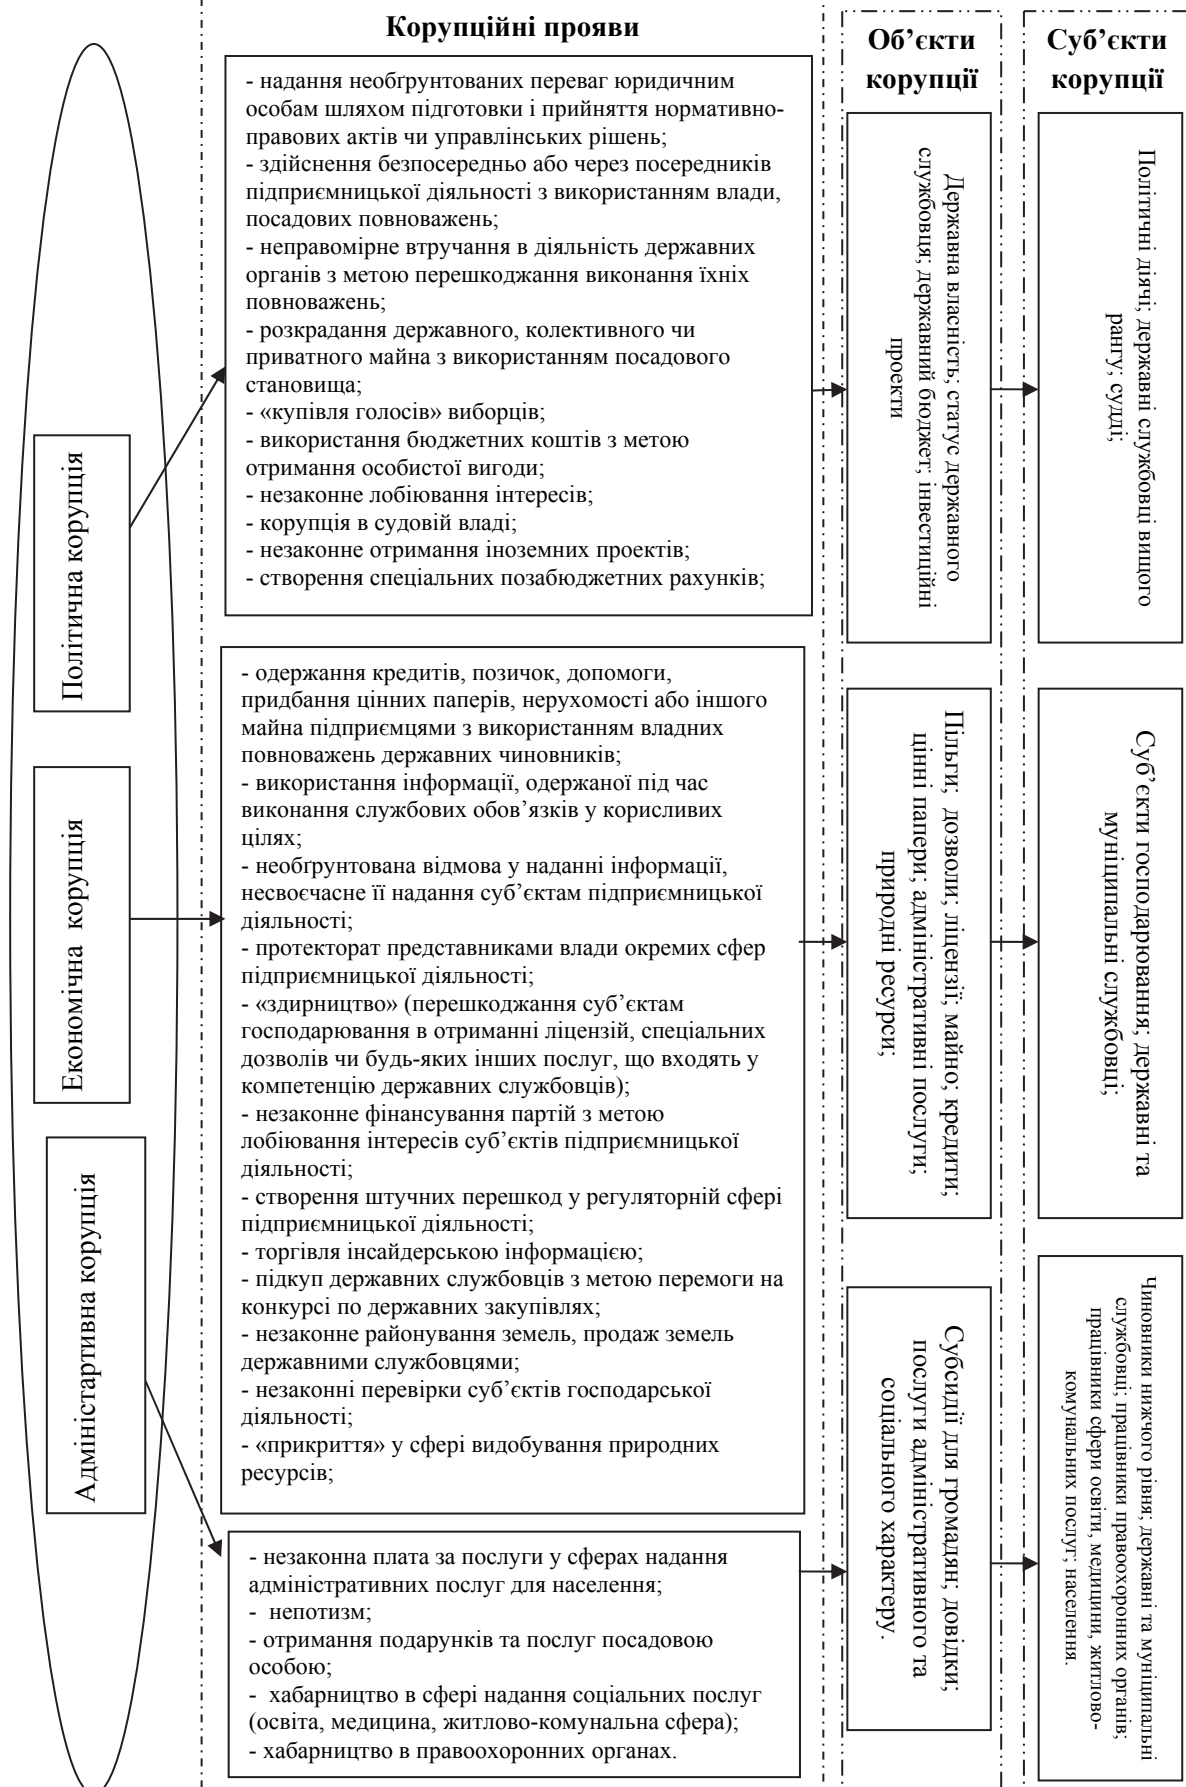 Корупційні прояви
Об’єкти
корупції
Суб’єкти
корупції
Політична корупція
- надання необґрунтованих переваг юридичним
особам шляхом підготовки і прийняття нормативно-
правових актів чи управлінських рішень;
- здійснення безпосередньо або через посередників
підприємницької діяльності з використанням влади,
посадових повноважень;
- неправомірне втручання в діяльність державних
органів з метою перешкоджання виконання їхніх
повноважень;
- розкрадання державного, колективного чи
приватного майна з використанням посадового
становища;
- «купівля голосів» виборців;
- використання бюджетних коштів з метою
отримання особистої вигоди;
- незаконне лобіювання інтересів;
- корупція в судовій владі;
- незаконне отримання іноземних проектів;
- створення спеціальних позабюджетних рахунків;
Державна власність; статус державного
службовця; державний бюджет; інвестиційні
проекти
Політичні діячі; державні службовці вищого
рангу; судді;
Економічна корупція
- одержання кредитів, позичок, допомоги,
придбання цінних паперів, нерухомості або іншого
майна підприємцями з використанням владних
повноважень державних чиновників;
- використання інформації, одержаної під час
виконання службових обов’язків у корисливих
цілях;
- необґрунтована відмова у наданні інформації,
несвоєчасне її надання суб’єктам підприємницької
діяльності;
- протекторат представниками влади окремих сфер
підприємницької діяльності;
- «здирництво» (перешкоджання суб’єктам
господарювання в отриманні ліцензій, спеціальних
дозволів чи будь-яких інших послуг, що входять у
компетенцію державних службовців);
- незаконне фінансування партій з метою
лобіювання інтересів суб’єктів підприємницької
діяльності;
- створення штучних перешкод у регуляторній сфері
підприємницької діяльності;
- торгівля інсайдерською інформацією;
- підкуп державних службовців з метою перемоги на
конкурсі по державних закупівлях;
- незаконне районування земель, продаж земель
державними службовцями;
- незаконні перевірки суб’єктів господарської
діяльності;
- «прикриття» у сфері видобування природних
ресурсів;
Пільги; дозволи; ліцензії; майно; кредити;
цінні папери; адміністративні послуги;
природні ресурси;
Суб’єкти господарювання; державні та
муніципальні службовці;
Адміністартивна корупція
- незаконна плата за послуги у сферах надання
адміністративних послуг для населення;
- непотизм;
- отримання подарунків та послуг посадовою
особою;
- хабарництво в сфері надання соціальних послуг
(освіта, медицина, житлово-комунальна сфера);
- хабарництво в правоохоронних органах.
Субсидії для громадян; довідки;
послуги адміністративного та
соціального характеру.
Чиновники нижчого рівня; державні та муніципальні
службовці; працівники правоохоронних органів;
працівники сфери освіти, медицини, житлово-
комунальних послуг; населення.